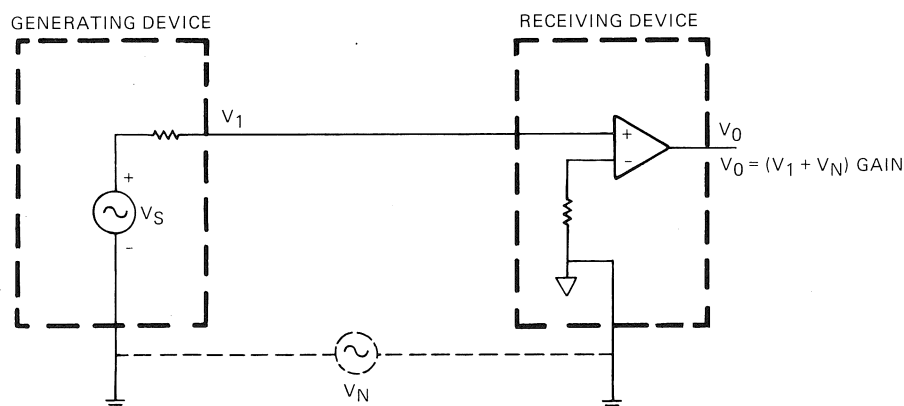 GENERATING DEVICE
RECEIVING DEVICE
V1
+
VS
-
+
-
V0
V0 = (V1 + VN) GAIN
VN